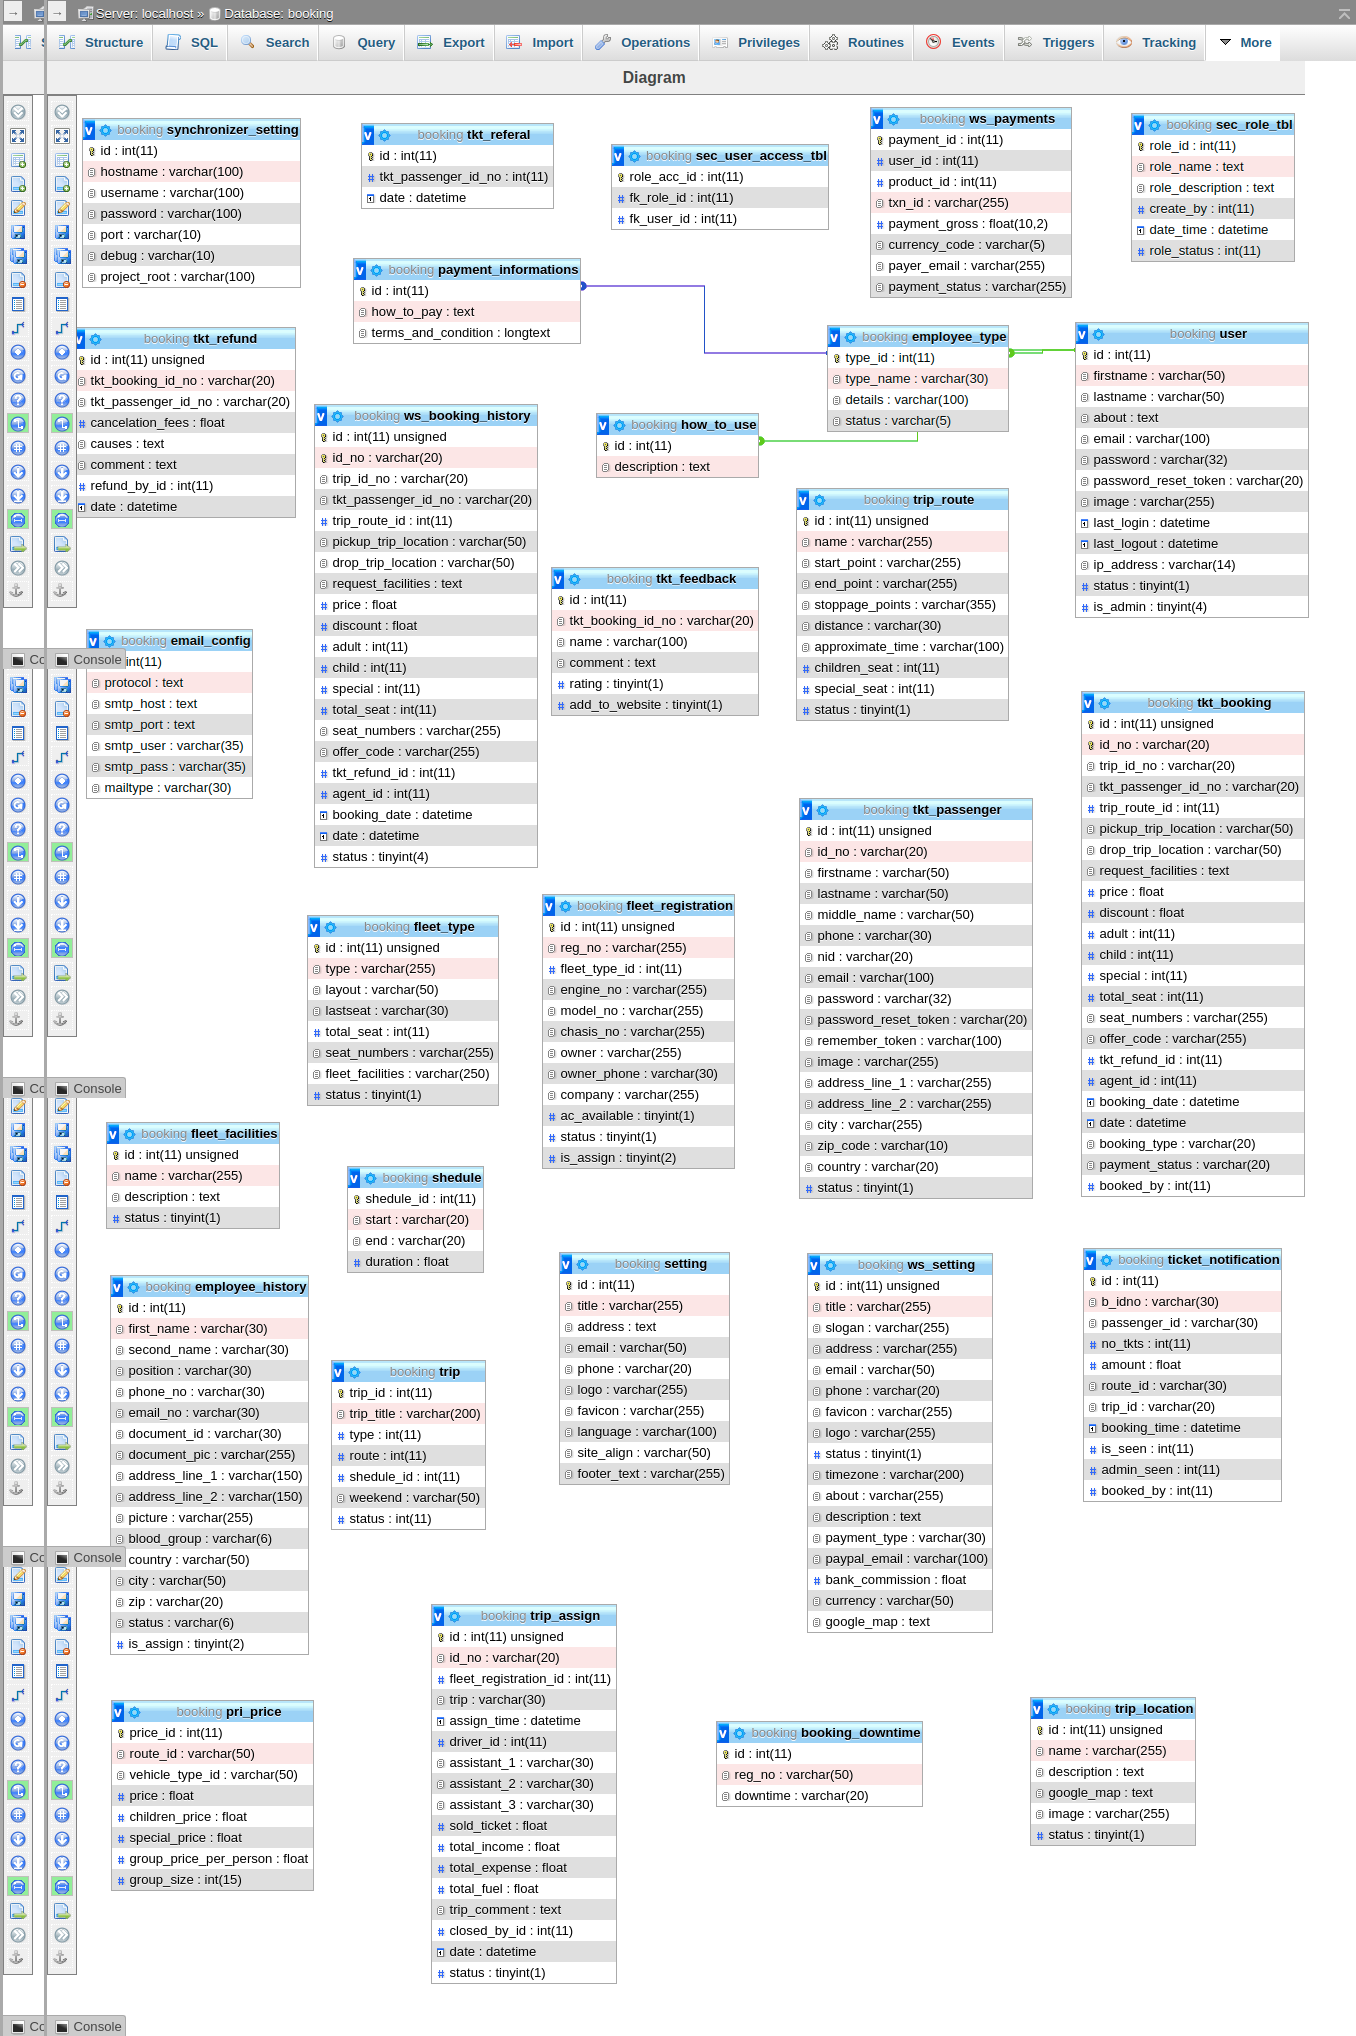 Server: localhost » Database: booking
Structure
SQL
Search
Query
Export
Import
Operations
Privileges
Routines
Events
Triggers
Tracking
More
Diagram
booking synchronizer_setting
id : int(11)
hostname : varchar(100)
username : varchar(100)
password : varchar(100)
port : varchar(10)
debug : varchar(10)
project_root : varchar(100)
booking tkt_referal
id : int(11)
tkt_passenger_id_no : int(11)
date : datetime
booking sec_user_access_tbl
role_acc_id : int(11)
fk_role_id : int(11)
fk_user_id : int(11)
booking ws_payments
payment_id : int(11)
user_id : int(11)
product_id : int(11)
txn_id : varchar(255)
payment_gross : float(10,2)
currency_code : varchar(5)
payer_email : varchar(255)
payment_status : varchar(255)
booking sec_role_tbl
role_id : int(11)
role_name : text
role_description : text
create_by : int(11)
date_time : datetime
role_status : int(11)
booking payment_informations
id : int(11)
how_to_pay : text
terms_and_condition : longtext
booking tkt_refund
id : int(11) unsigned
tkt_booking_id_no : varchar(20)
tkt_passenger_id_no : varchar(20)
cancelation_fees : float
causes : text
comment : text
refund_by_id : int(11)
date : datetime
booking employee_type
type_id : int(11)
type_name : varchar(30)
details : varchar(100)
status : varchar(5)
booking user
id : int(11)
firstname : varchar(50)
lastname : varchar(50)
about : text
email : varchar(100)
password : varchar(32)
password_reset_token : varchar(20)
image : varchar(255)
last_login : datetime
last_logout : datetime
ip_address : varchar(14)
status : tinyint(1)
is_admin : tinyint(4)
booking ws_booking_history
id : int(11) unsigned
id_no : varchar(20)
trip_id_no : varchar(20)
tkt_passenger_id_no : varchar(20)
trip_route_id : int(11)
pickup_trip_location : varchar(50)
drop_trip_location : varchar(50)
request_facilities : text
price : float
discount : float
adult : int(11)
child : int(11)
special : int(11)
total_seat : int(11)
seat_numbers : varchar(255)
offer_code : varchar(255)
tkt_refund_id : int(11)
agent_id : int(11)
booking_date : datetime
date : datetime
status : tinyint(4)
booking how_to_use
id : int(11)
description : text
booking trip_route
id : int(11) unsigned
name : varchar(255)
start_point : varchar(255)
end_point : varchar(255)
stoppage_points : varchar(355)
distance : varchar(30)
approximate_time : varchar(100)
children_seat : int(11)
special_seat : int(11)
status : tinyint(1)
booking tkt_feedback
id : int(11)
tkt_booking_id_no : varchar(20)
name : varchar(100)
comment : text
rating : tinyint(1)
add_to_website : tinyint(1)
booking email_config
Co
Console
int(11)
protocol : text
smtp_host : text
smtp_port : text
smtp_user : varchar(35)
smtp_pass : varchar(35)
mailtype : varchar(30)
booking tkt_booking
id : int(11) unsigned
id_no : varchar(20)
trip_id_no : varchar(20)
tkt_passenger_id_no : varchar(20)
trip_route_id : int(11)
pickup_trip_location : varchar(50)
drop_trip_location : varchar(50)
request_facilities : text
price : float
discount : float
adult : int(11)
child : int(11)
special : int(11)
total_seat : int(11)
seat_numbers : varchar(255)
offer_code : varchar(255)
tkt_refund_id : int(11)
agent_id : int(11)
booking_date : datetime
date : datetime
booking_type : varchar(20)
payment_status : varchar(20)
booked_by : int(11)
booking tkt_passenger
id : int(11) unsigned
id_no : varchar(20)
firstname : varchar(50)
lastname : varchar(50)
middle_name : varchar(50)
phone : varchar(30)
nid : varchar(20)
email : varchar(100)
password : varchar(32)
password_reset_token : varchar(20)
remember_token : varchar(100)
image : varchar(255)
address_line_1 : varchar(255)
address_line_2 : varchar(255)
city : varchar(255)
zip_code : varchar(10)
country : varchar(20)
status : tinyint(1)
booking fleet_type
id : int(11) unsigned
type : varchar(255)
layout : varchar(50)
lastseat : varchar(30)
total_seat : int(11)
seat_numbers : varchar(255)
fleet_facilities : varchar(250)
status : tinyint(1)
booking fleet_registration
id : int(11) unsigned
reg_no : varchar(255)
fleet_type_id : int(11)
engine_no : varchar(255)
model_no : varchar(255)
chasis_no : varchar(255)
owner : varchar(255)
owner_phone : varchar(30)
company : varchar(255)
ac_available : tinyint(1)
status : tinyint(1)
is_assign : tinyint(2)
Co
Console
booking fleet_facilities
id : int(11) unsigned
name : varchar(255)
description : text
status : tinyint(1)
booking shedule
shedule_id : int(11)
start : varchar(20)
end : varchar(20)
duration : float
booking setting
id : int(11)
title : varchar(255)
address : text
email : varchar(50)
phone : varchar(20)
logo : varchar(255)
favicon : varchar(255)
language : varchar(100)
site_align : varchar(50)
footer_text : varchar(255)
booking ws_setting
id : int(11) unsigned
title : varchar(255)
slogan : varchar(255)
address : varchar(255)
email : varchar(50)
phone : varchar(20)
favicon : varchar(255)
logo : varchar(255)
status : tinyint(1)
timezone : varchar(200)
about : varchar(255)
description : text
payment_type : varchar(30)
paypal_email : varchar(100)
bank_commission : float
currency : varchar(50)
google_map : text
booking ticket_notification
id : int(11)
b_idno : varchar(30)
passenger_id : varchar(30)
no_tkts : int(11)
amount : float
route_id : varchar(30)
trip_id : varchar(20)
booking_time : datetime
is_seen : int(11)
admin_seen : int(11)
booked_by : int(11)
booking employee_history
id : int(11)
first_name : varchar(30)
second_name : varchar(30)
position : varchar(30)
phone_no : varchar(30)
email_no : varchar(30)
document_id : varchar(30)
document_pic : varchar(255)
address_line_1 : varchar(150)
address_line_2 : varchar(150)
picture : varchar(255)
blood_group : varchar(6)
Co
Console
country : varchar(50)
city : varchar(50)
zip : varchar(20)
status : varchar(6)
is_assign : tinyint(2)
booking trip
trip_id : int(11)
trip_title : varchar(200)
type : int(11)
route : int(11)
shedule_id : int(11)
weekend : varchar(50)
status : int(11)
booking trip_assign
id : int(11) unsigned
id_no : varchar(20)
fleet_registration_id : int(11)
trip : varchar(30)
assign_time : datetime
driver_id : int(11)
assistant_1 : varchar(30)
assistant_2 : varchar(30)
assistant_3 : varchar(30)
sold_ticket : float
total_income : float
total_expense : float
total_fuel : float
trip_comment : text
closed_by_id : int(11)
date : datetime
status : tinyint(1)
booking pri_price
price_id : int(11)
route_id : varchar(50)
vehicle_type_id : varchar(50)
price : float
children_price : float
special_price : float
group_price_per_person : float
group_size : int(15)
booking booking_downtime
id : int(11)
reg_no : varchar(50)
downtime : varchar(20)
booking trip_location
id : int(11) unsigned
name : varchar(255)
description : text
google_map : text
image : varchar(255)
status : tinyint(1)
Co
Console